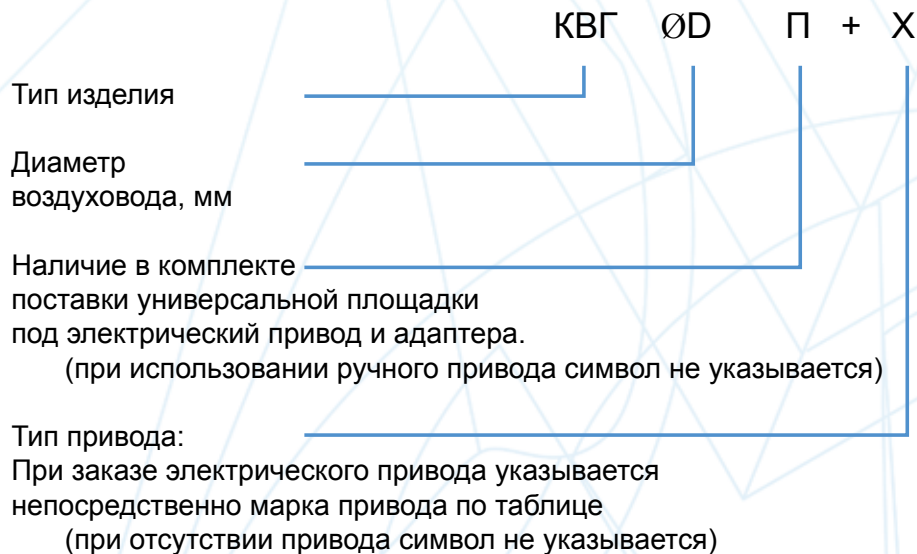 КВГ ØD П + Х
Тип изделия
Диаметр
воздуховода, мм
Наличие в комплекте
поставки универсальной площадки
под электрический привод и адаптера.
(при использовании ручного привода символ не указывается)
Тип привода:
При заказе электрического привода указывается
непосредственно марка привода по таблице
(при отсутствии привода символ не указывается)